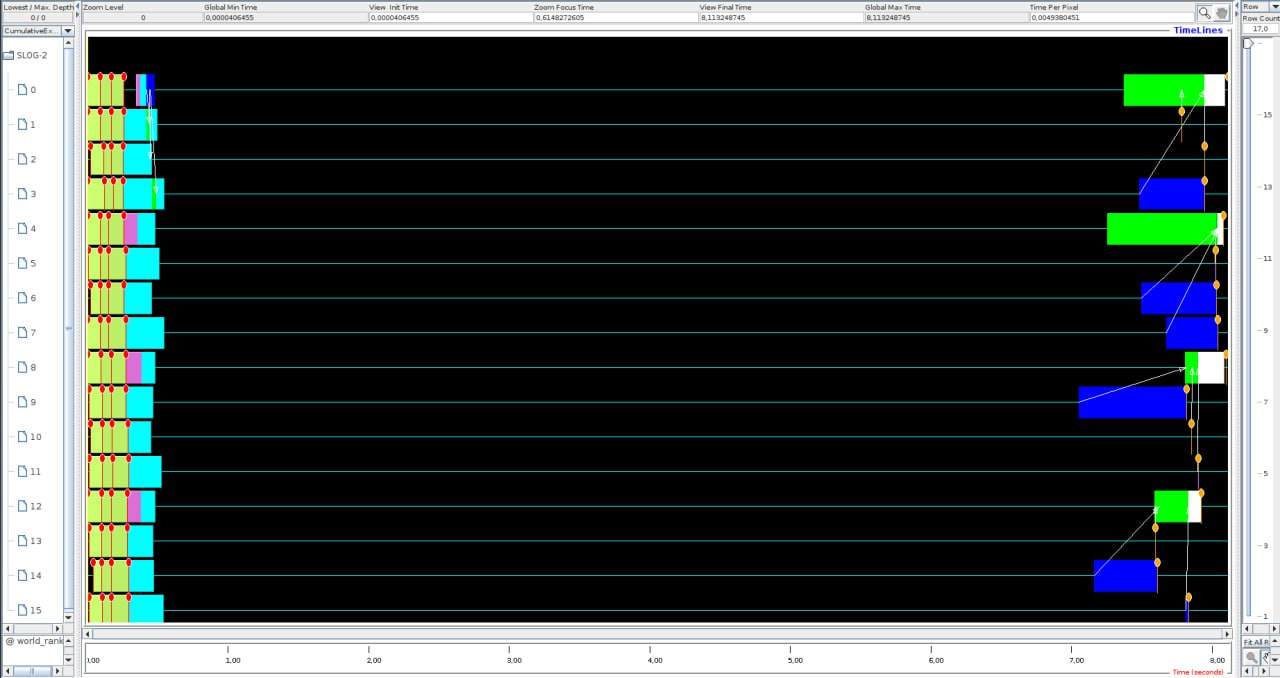 Lowest / Max. Depth Zoom Level Global Min Time View Init Time Zoom Focus Time View Final Time Global Max Time Time Per Pixel Row
0 / 0 0 0,0000406455 0,0000406455 0,6148272605 8,113248745 8,113248745 0,0049380451 Row Count
CumulativeEx... TimeLines 17,0
SLOG-2
0
1 15
2
3 13
4
5 11
6
7 9
8
9 7
10
11 5
12
13 3
14
15 1
@ world_rank Fit All R
0,00 1,00 2,00 3,00 4,00 5,00 6,00 7,00 8,00
Time (seconds)